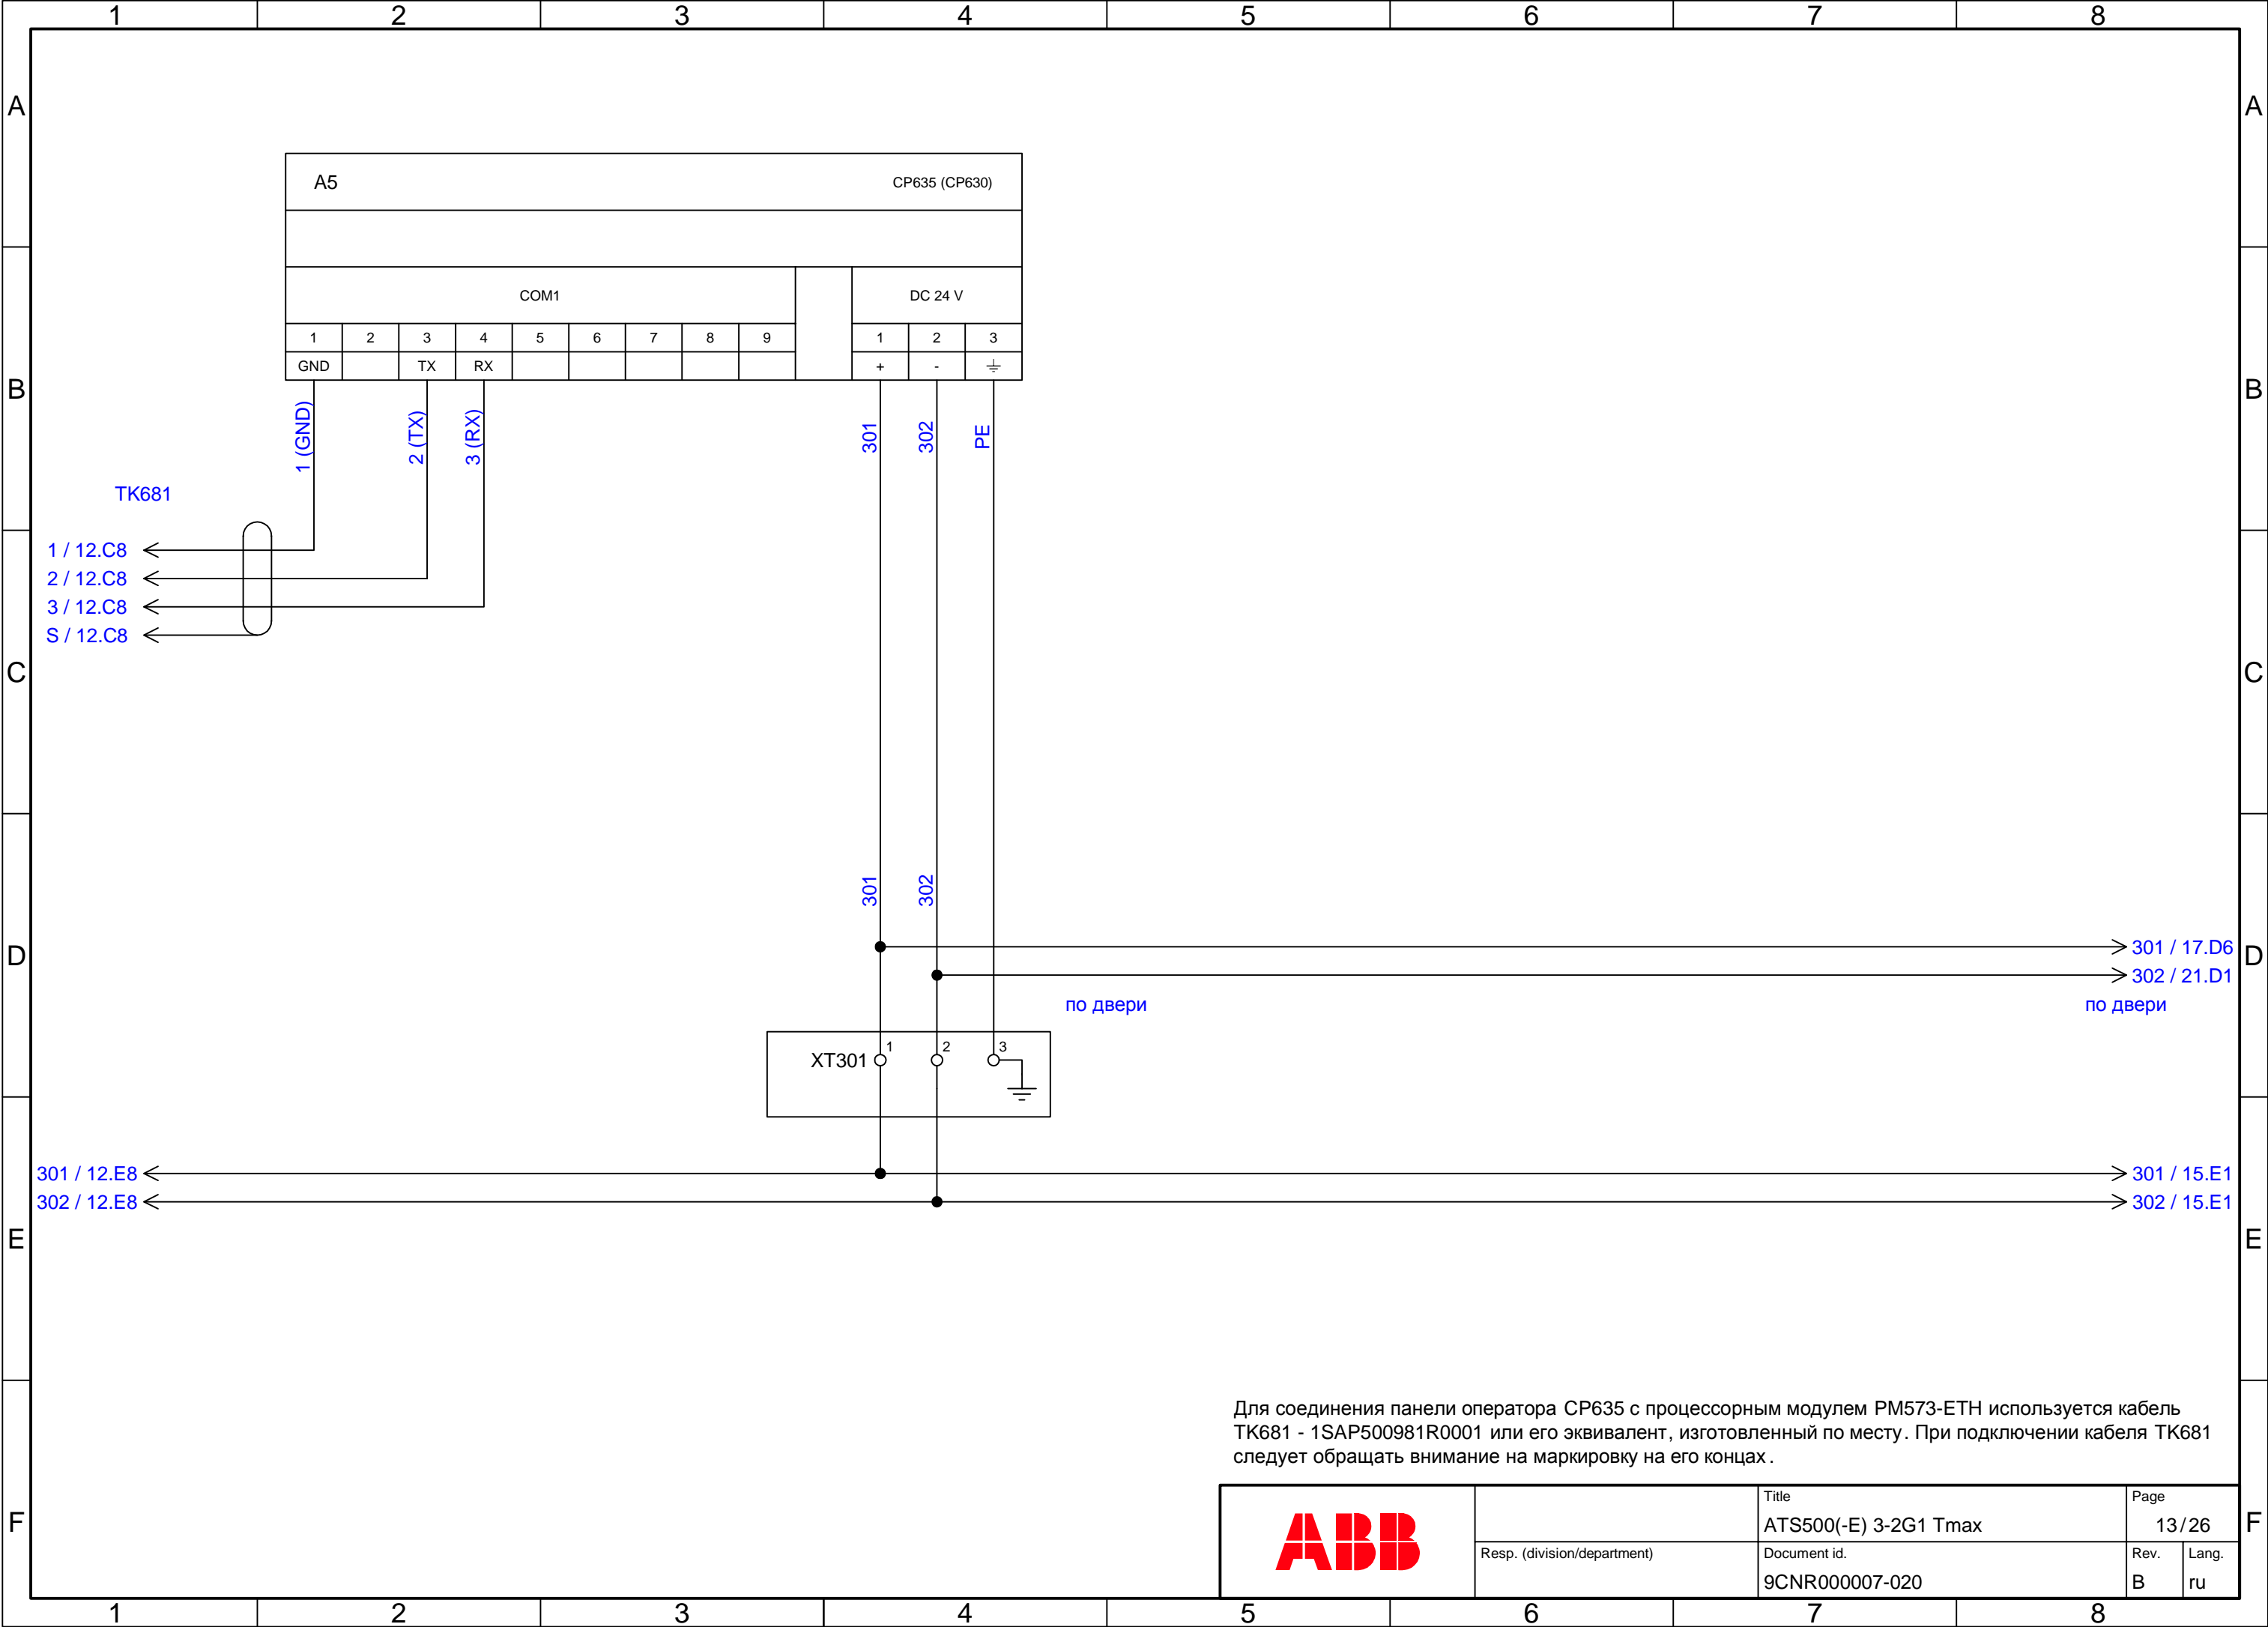 1 2 3 4 5 6 7 8
A A
A5 CP635 (CP630)
COM1 DC 24 V
1 2 3 4 5 6 7 8 9 1 2 3
GND TX RX + -
B B
1 (GND) 2 (TX) 3 (RX) 301 302 PE
TK681
1 / 12.C8
2 / 12.C8
3 / 12.C8
S / 12.C8
C C
301 302
D D
301 / 17.D6
302 / 21.D1
по двери по двери
XT301 1 2 3
301 / 12.E8 301 / 15.E1
302 / 12.E8 302 / 15.E1
E E
Для соединения панели оператора CP635 с процессорным модулем PM573-ETH используется кабель
TK681 - 1SAP500981R0001 или его эквивалент, изготовленный по месту. При подключении кабеля TK681
следует обращать внимание на маркировку на его концах.
F F
ABB
Title Page
ATS500(-E) 3-2G1 Tmax 13/26
Resp. (division/department) Document id. Rev. Lang.
9CNR000007-020 B ru
1 2 3 4 5 6 7 8